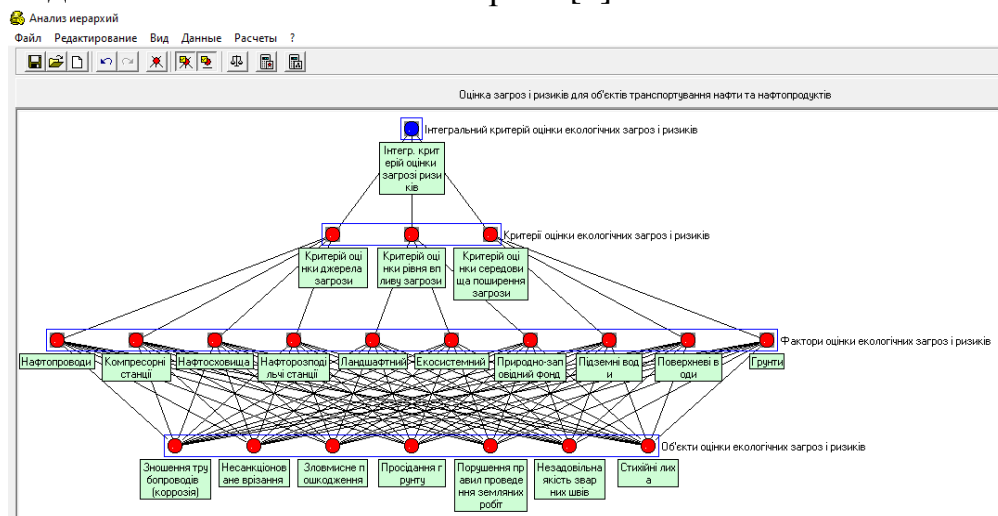 Анализ иерархий
Файл Редактирование Вид Данные Расчеты ?
Оцінка загроз і ризиків для об'єктів транспортування нафти та нафтопродуктів
Інтегральний критерій оцінки екологічних загроз і ризиків
Інтегр. крит
ерій оцінки
загрозі ризи
ків
Критерії оцінки екологічних загроз і ризиків
Критерій оці
нки джерела
загрози
Критерій оці
нки рівня вп
ливу загрози
Критерій оці
нки середови
ща поширення
загрози
Фактори оцінки екологічних загроз і ризиків
Нафтопроводи
Компресорні
станції
Нафтосховища
Нафторозподі
льчі станції
Ландшафтний
Екосистемний
Природно-зап
овідний фонд
Підземні вод
и
Поверхневі в
оди
Грунти
Об'єкти оцінки екологічних загроз і ризиків
Зношення тру
бопроводів
(коррозія)
Несанкціонов
ане врізання
Зловмисне п
ошкодження
Просідання г
рунту
Порушення пр
авил проведе
ння земляних
робіт
Незадовільна
якість звар
них швів
Стихійні лих
а